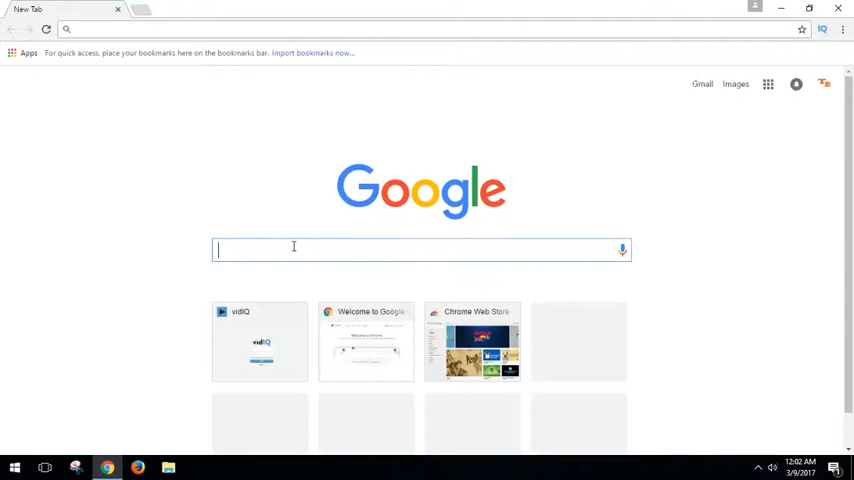 New Tab
Apps For quick access, place your bookmarks here on the bookmarks bar. Import bookmarks now...
Gmail Images
Google
vidIQ Welcome to Google Chrome Web Store
vidIQ
12:02 AM
3/9/2017